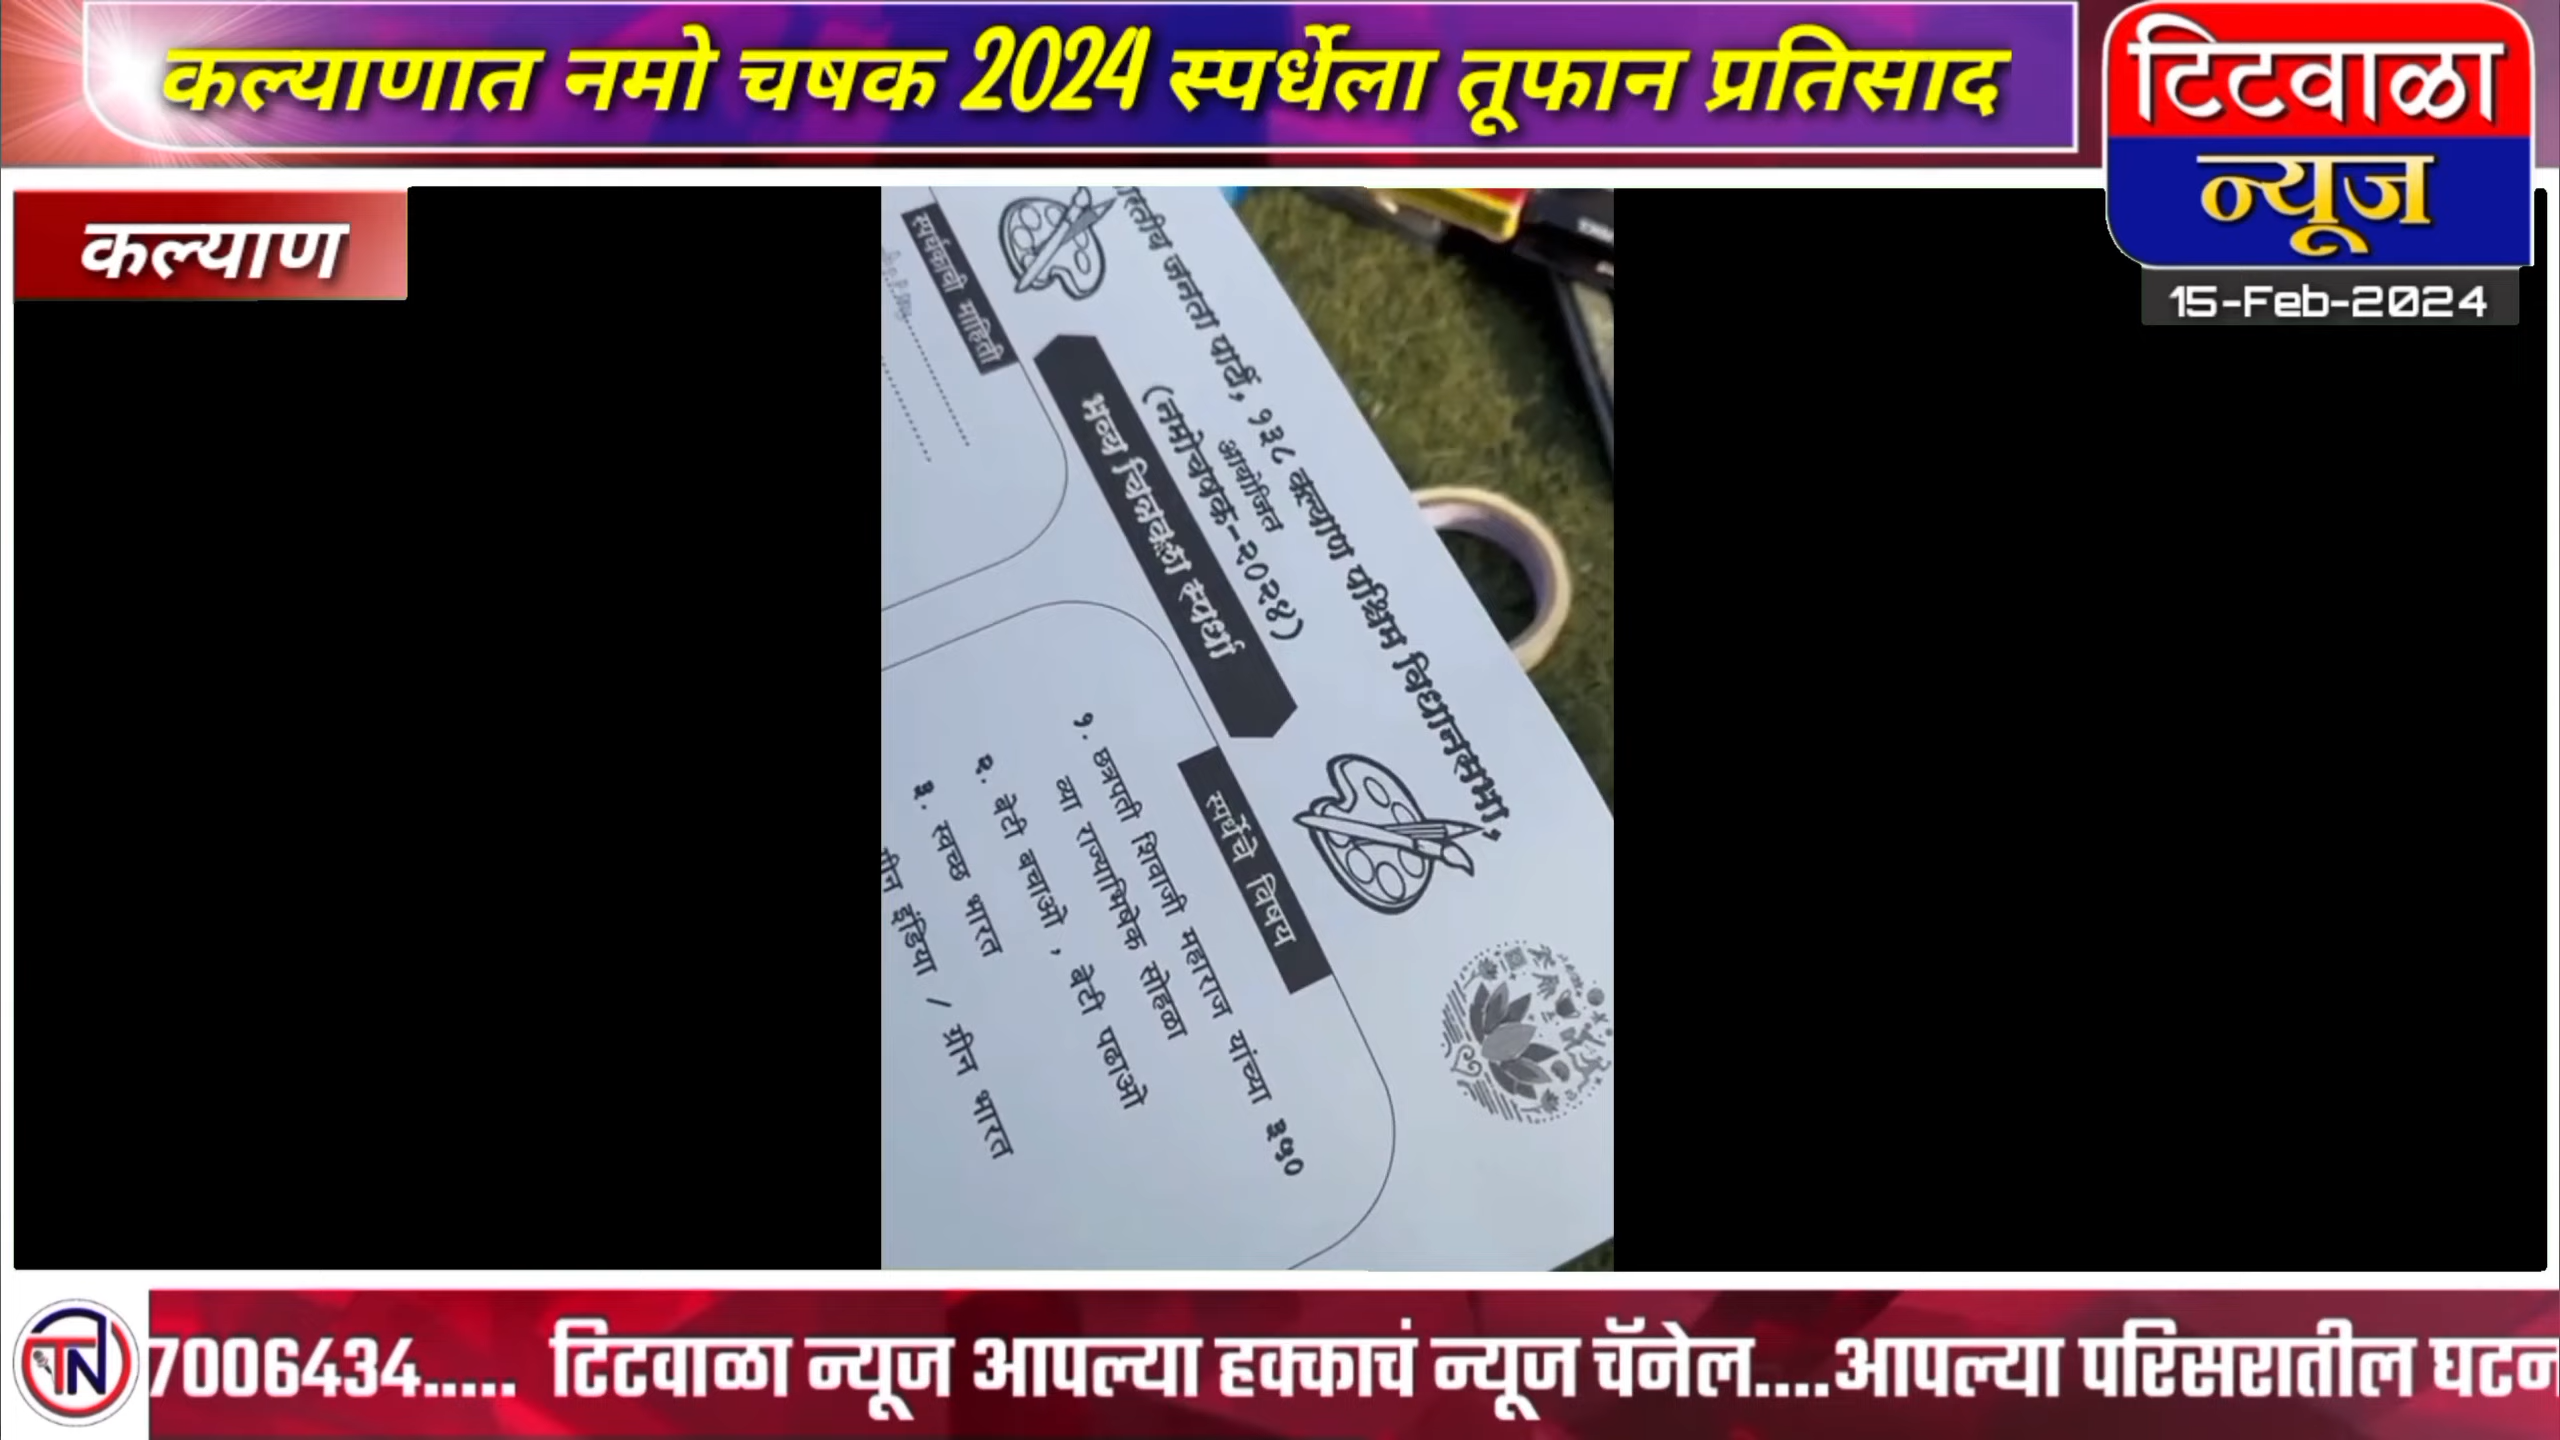 कल्याणात नमो चषक 2024 स्पर्धेला तूफान प्रतिसाद
टिटवाळा
न्यूज
15-Feb-2024
कल्याण
जनता पार्टी, १३८ कल्याण पश्चिम विधानसभा,
आयोजित
(नमोचषक-२०२४)
भव्य चित्रकला स्पर्धा
स्पर्धकाची माहिती
स्पर्धेचे विषय
१. छत्रपती शिवाजी महाराज यांच्या ३५०
व्या राज्याभिषेक सोहळा
२. बेटी बचाओ, बेटी पढाओ
३. स्वच्छ भारत
इंडिया / ग्रीन भारत
TN
7006434..... टिटवाळा न्यूज आपल्या हक्काचं न्यूज चॅनेल....आपल्या परिसरातील घटन